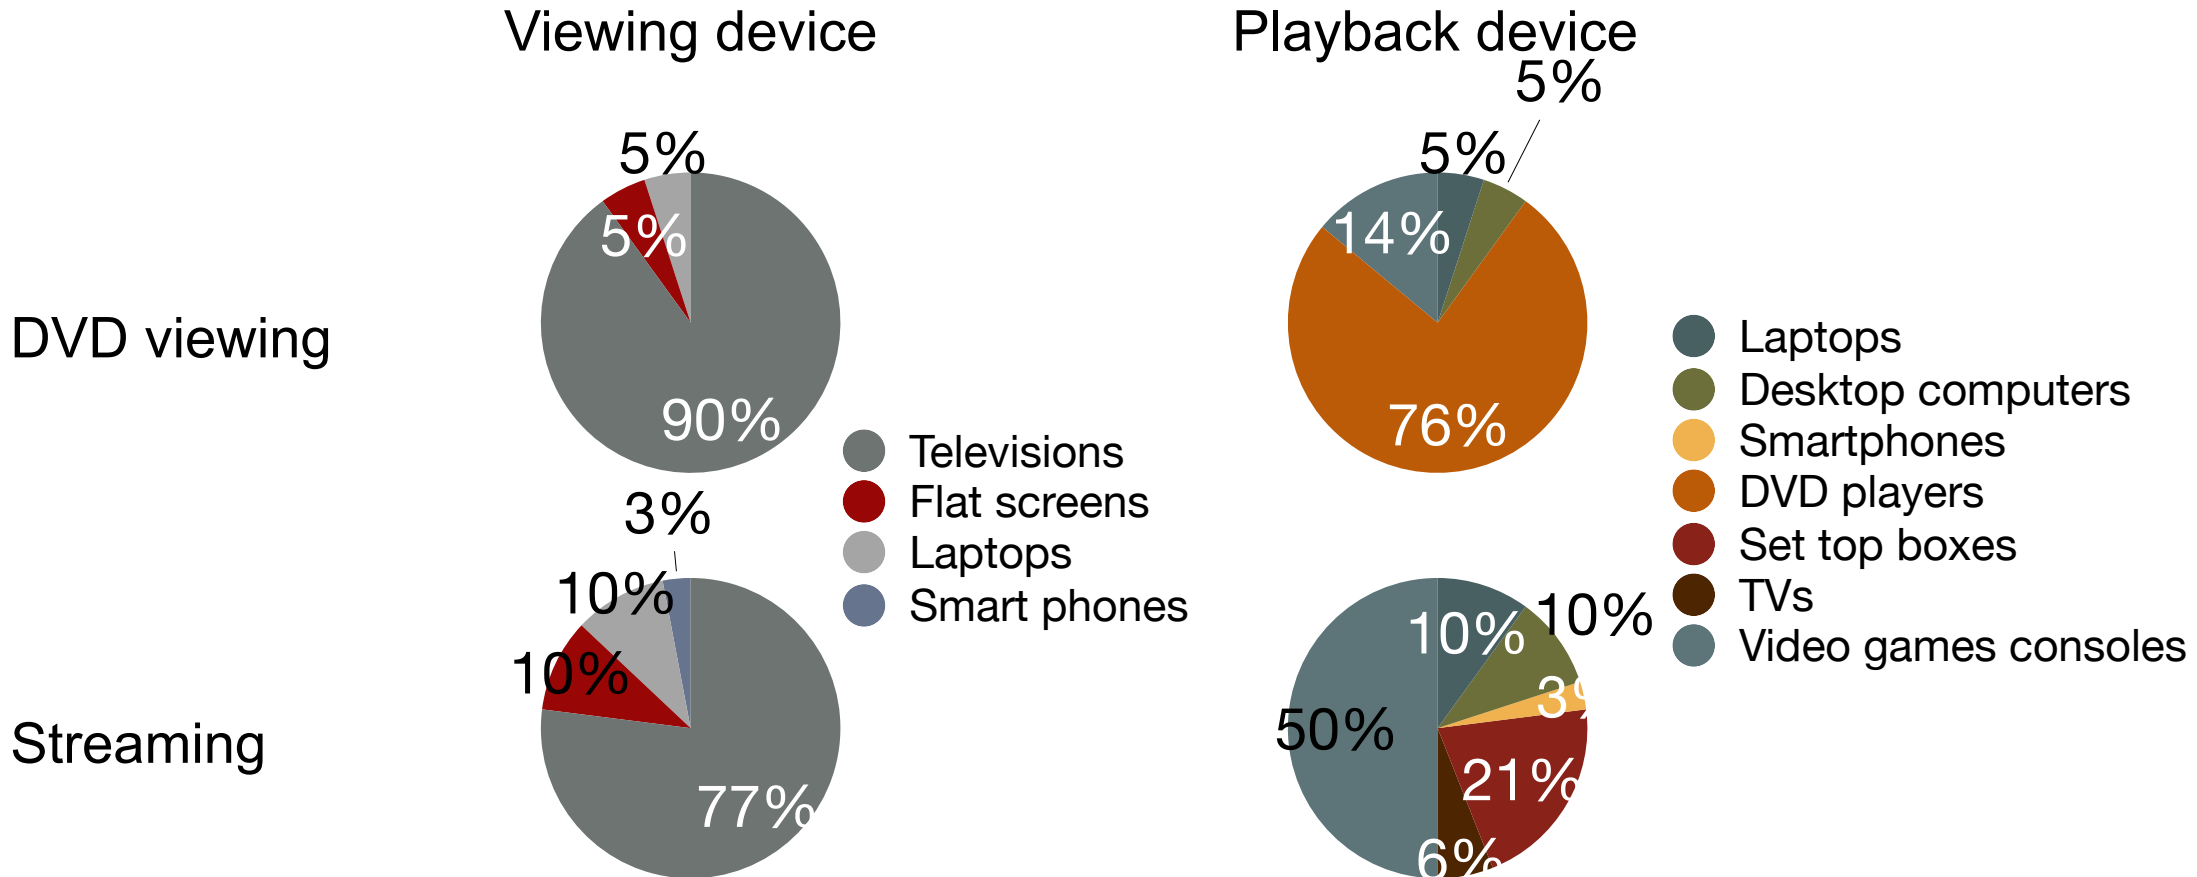 Viewing device
Playback device
5%
5%
5%
5%
14%
DVD viewing
90%
76%
Televisions
Flat screens
Laptops
Smart phones
Laptops
Desktop computers
Smartphones
DVD players
Set top boxes
TVs
Video games consoles
3%
10%
10%
77%
Streaming
10%
10%
3%
50%
21%
6%